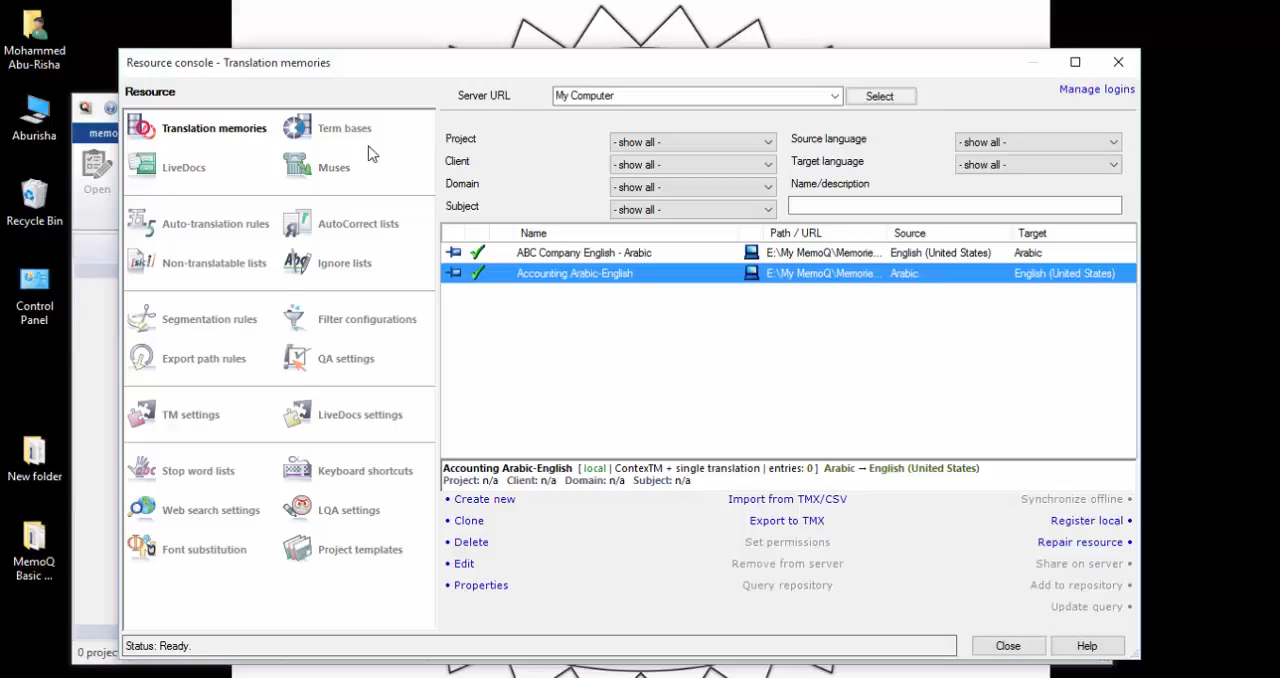 Mohammed
Abu-Risha
Aburisha
Recycle Bin
Control
Panel
New folder
MemoQ
Basic ...
memo
Open
0 projec
Resource console - Translation memories
Resource
Translation memories
Term bases
LiveDocs
Muses
Auto-translation rules
AutoCorrect lists
Non-translatable lists
Ignore lists
Segmentation rules
Filter configurations
Export path rules
QA settings
TM settings
LiveDocs settings
Stop word lists
Keyboard shortcuts
Web search settings
LQA settings
Font substitution
Project templates
Server URL My Computer Select
Manage logins
Project - show all - Source language - show all -
Client - show all - Target language - show all -
Domain - show all - Name/description
Subject - show all -
Name Path / URL Source Target
ABC Company English - Arabic E:\My MemoQ\Memorie... English (United States) Arabic
Accounting Arabic-English E:\My MemoQ\Memorie... Arabic English (United States)
Accounting Arabic-English [ local | ContexTM + single translation | entries: 0 ] Arabic → English (United States)
Project: n/a Client: n/a Domain: n/a Subject: n/a
• Create new Import from TMX/CSV Synchronize offline •
• Clone Export to TMX Register local •
• Delete Set permissions Repair resource •
• Edit Remove from server Share on server •
• Properties Query repository Add to repository •
Update query •
Status: Ready.
Close
Help